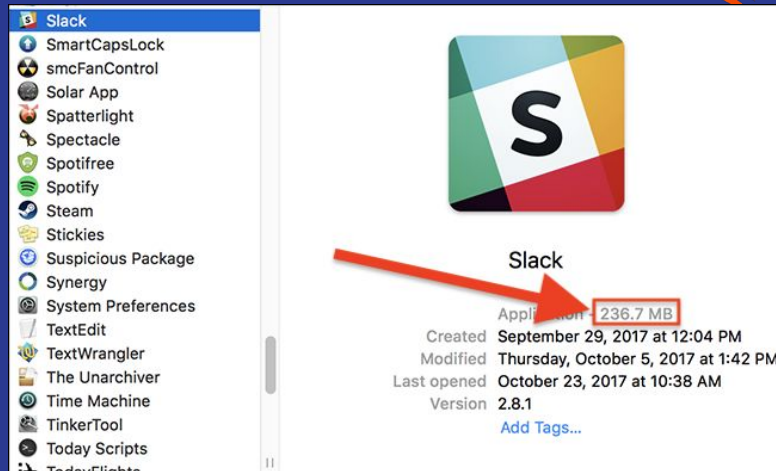 Slack
SmartCapsLock
smcFanControl
Solar App
Spatterlight
Spectacle
Spotifree
Spotify
Steam
Stickies
Suspicious Package
Synergy
System Preferences
TextEdit
TextWrangler
The Unarchiver
Time Machine
TinkerTool
Today Scripts
TodayFlights
S
Slack
Application - 236.7 MB
Created September 29, 2017 at 12:04 PM
Modified Thursday, October 5, 2017 at 1:42 PM
Last opened October 23, 2017 at 10:38 AM
Version 2.8.1
Add Tags...